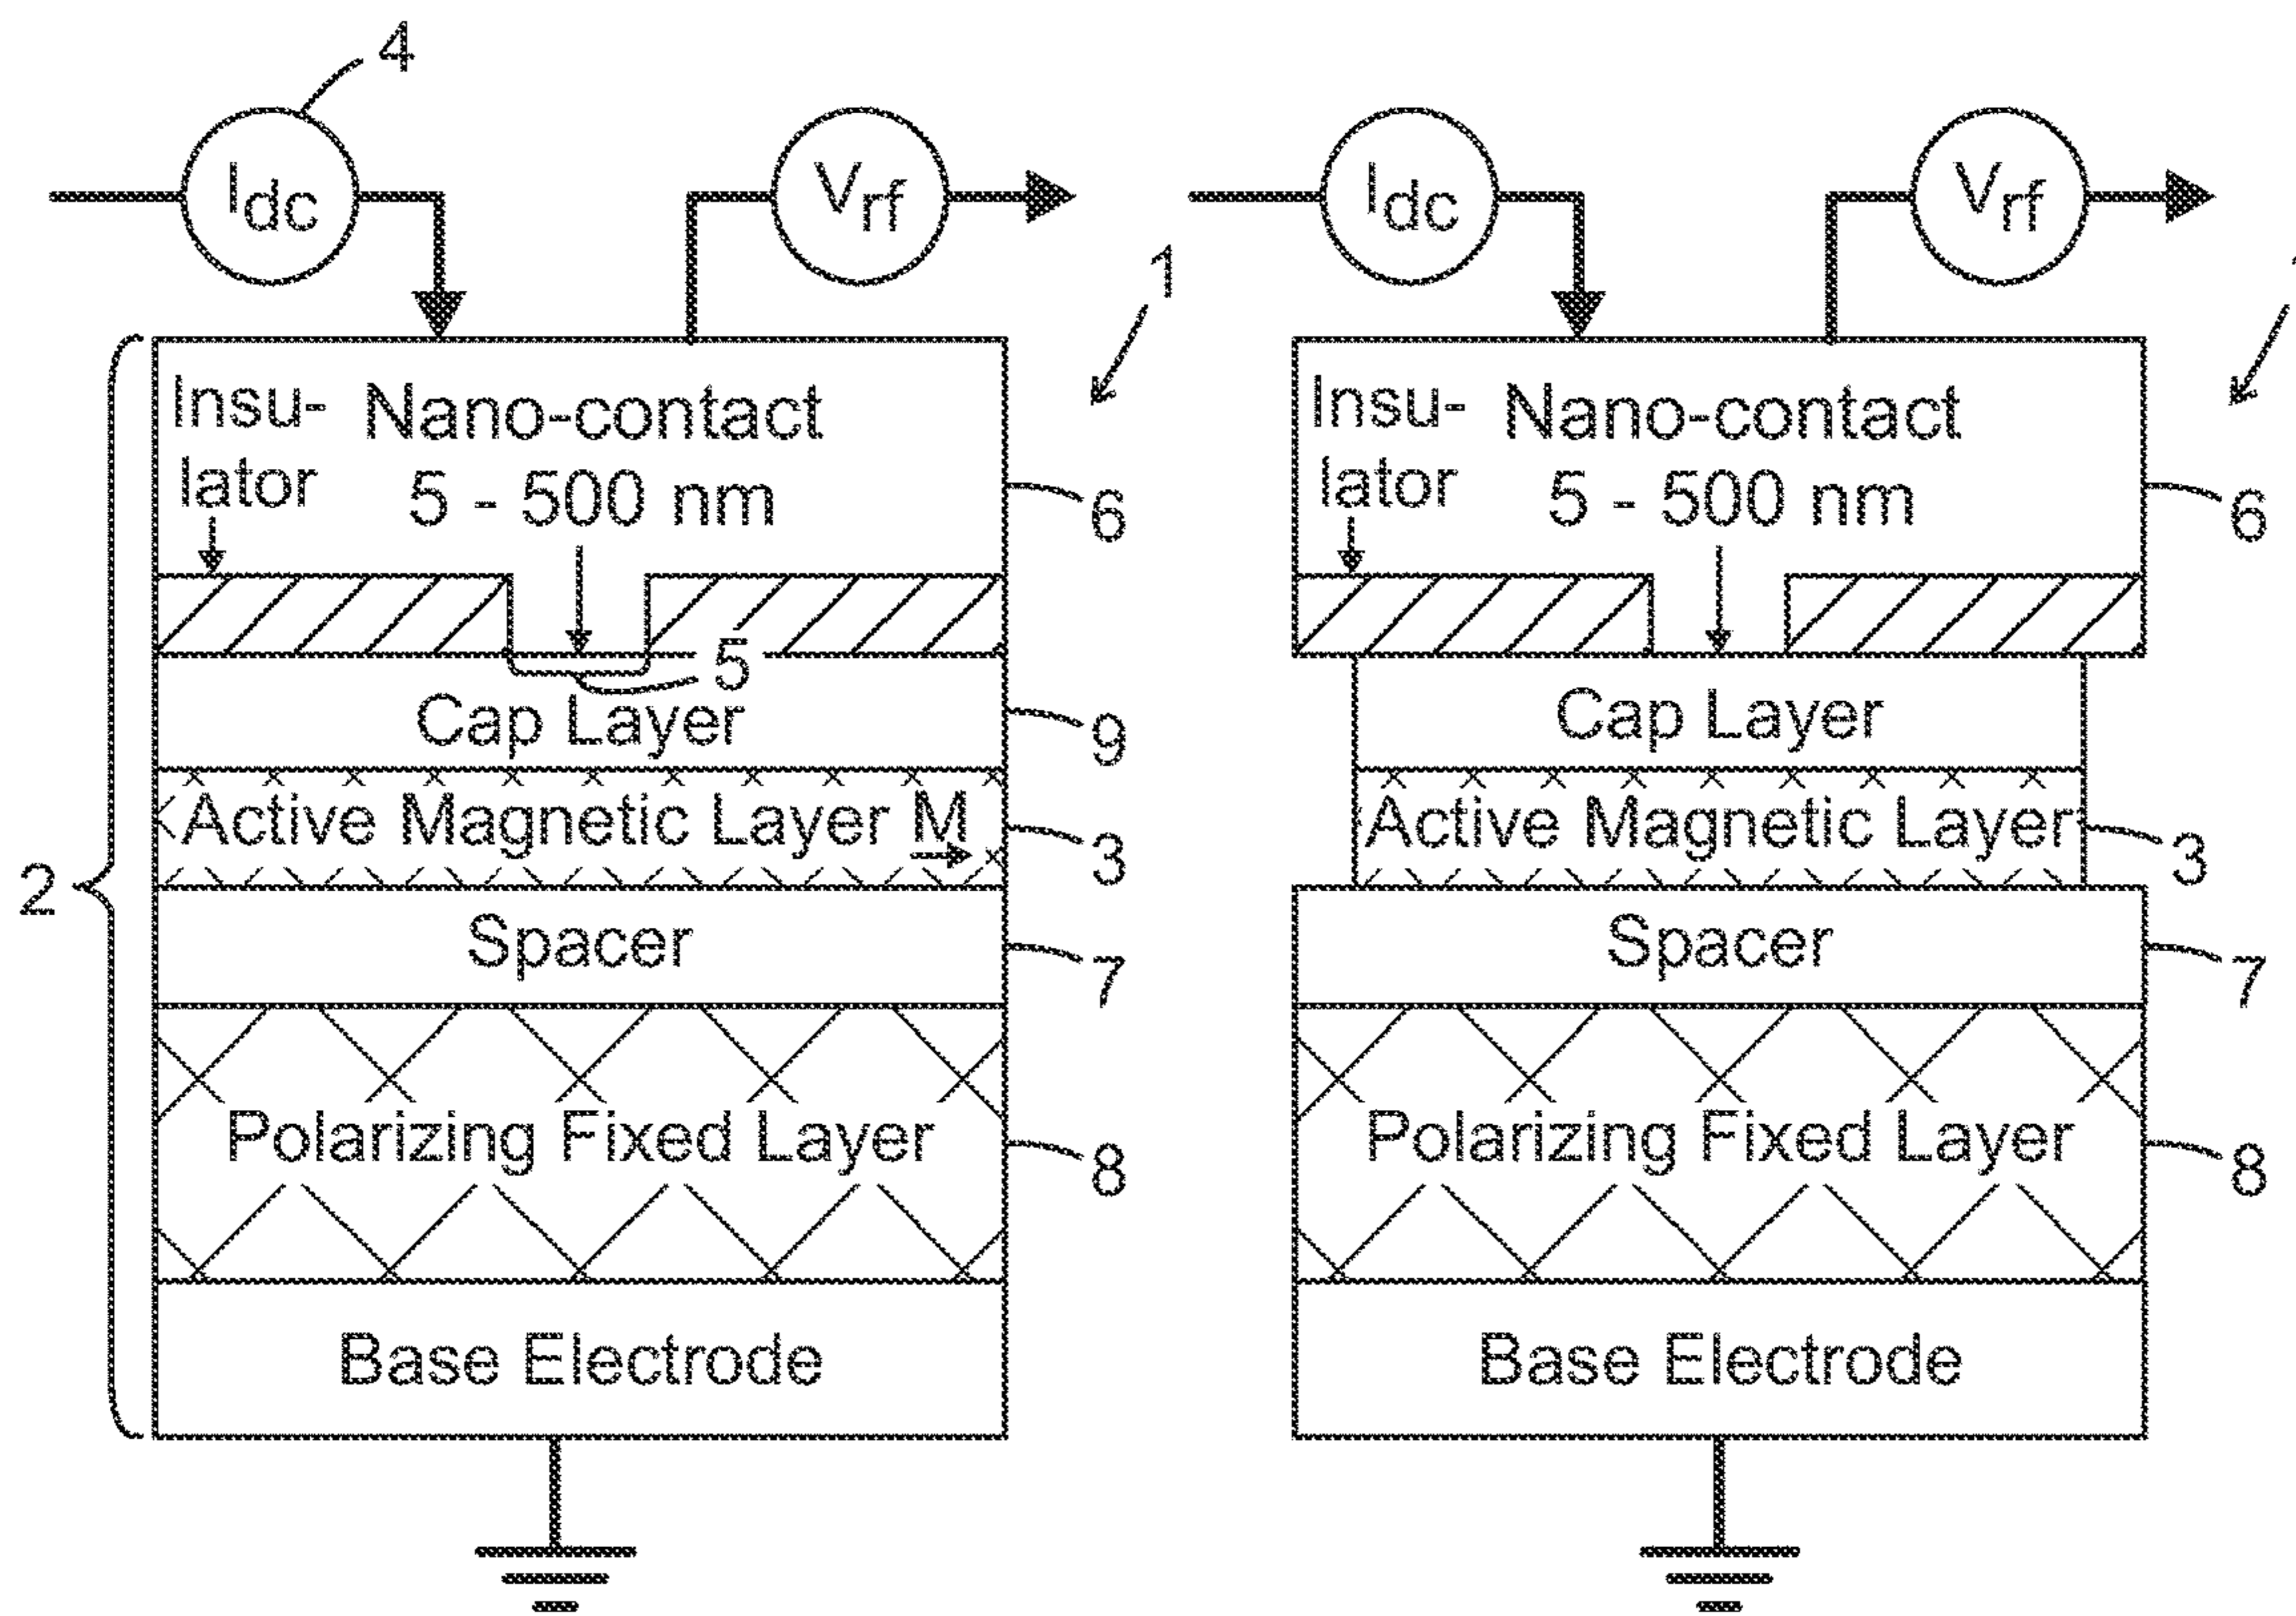 4
Idc
Vrf
1
Insu-
lator
Nano-contact
5 - 500 nm
6
5
Cap Layer
9
Active Magnetic Layer M
3
2
Spacer
7
Polarizing Fixed Layer
8
Base Electrode
Idc
Vrf
Insu-
lator
Nano-contact
5 - 500 nm
6
Cap Layer
Active Magnetic Layer
3
Spacer
7
Polarizing Fixed Layer
8
Base Electrode